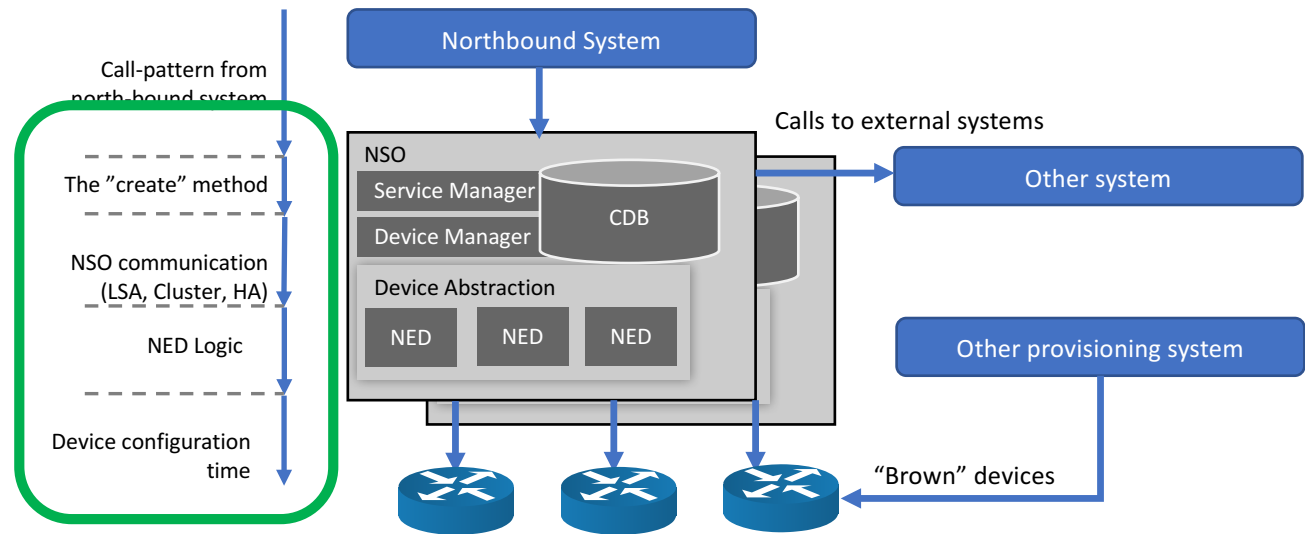 Call-pattern from
north-bound system
The ”create” method
NSO communication
(LSA, Cluster, HA)
NED Logic
Device configuration
time
Northbound System
NSO
Service Manager
Device Manager
CDB
Device Abstraction
NED
NED
NED
Calls to external systems
Other system
Other provisioning system
“Brown” devices